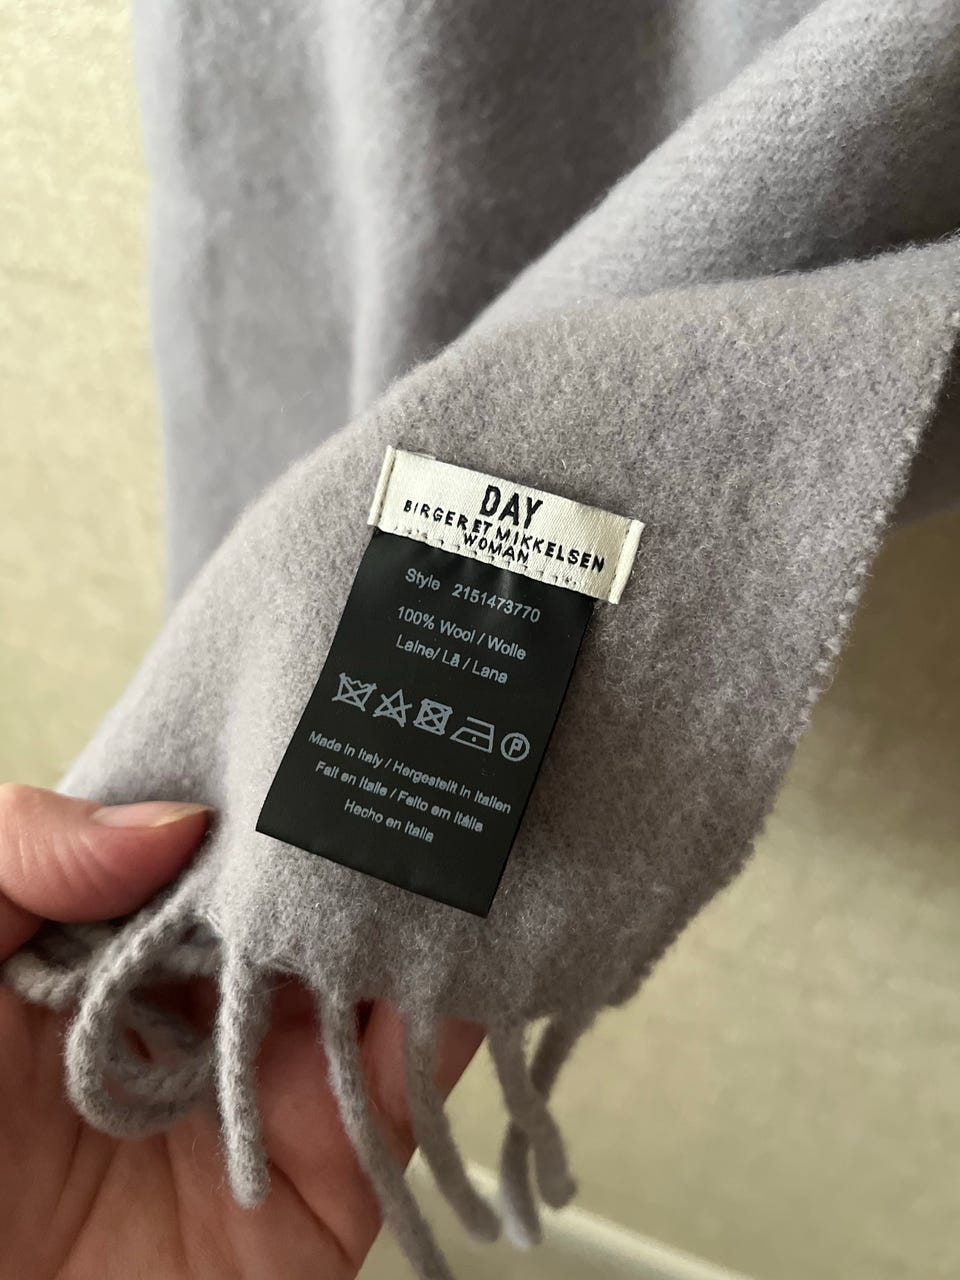 DAY
BIRGER ET MIKKELSEN
WOMAN
Style 2151473770
100% Wool / Wolle
Laine/ Lã / Lana
P
Made in Italy / Hergestellt in Italien
Fait en Italie / Feito em Itália
Hecho en Italia